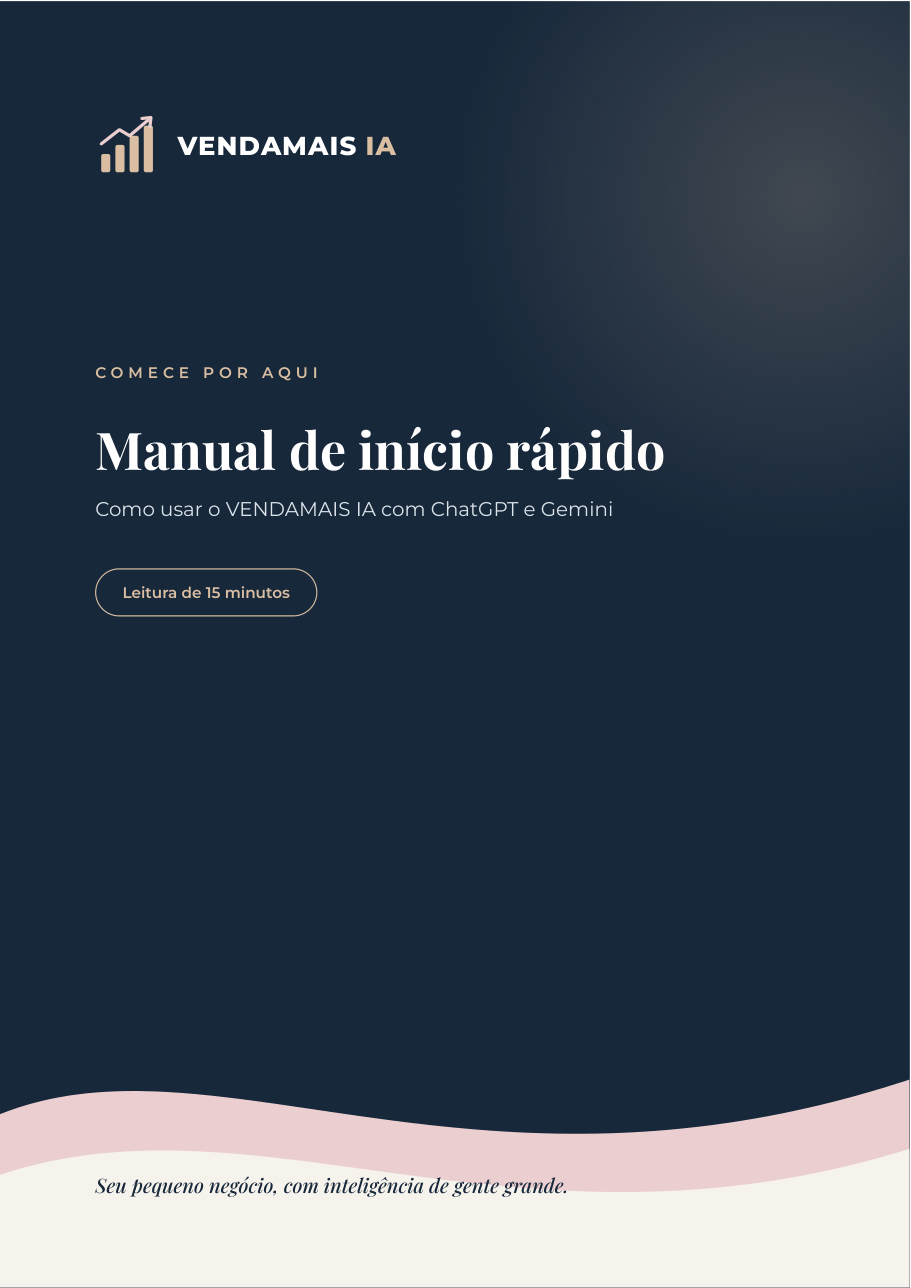 VENDAMAIS IA
COMECE POR AQUI
Manual de início rápido
Como usar o VENDAMAIS IA com ChatGPT e Gemini
Leitura de 15 minutos
Seu pequeno negócio, com inteligência de gente grande.